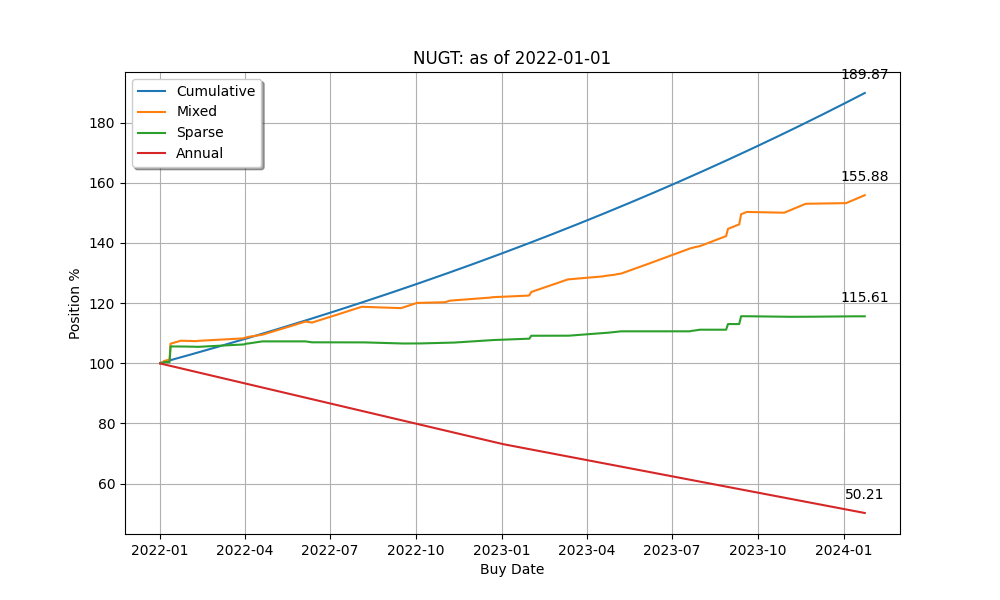 NUGT: as of 2022-01-01
189.87
Cumulative
Mixed
Sparse
Annual
180
160
140
120
100
80
60
155.88
115.61
50.21
Position %
2022-01 2022-04 2022-07 2022-10 2023-01 2023-04 2023-07 2023-10 2024-01
Buy Date